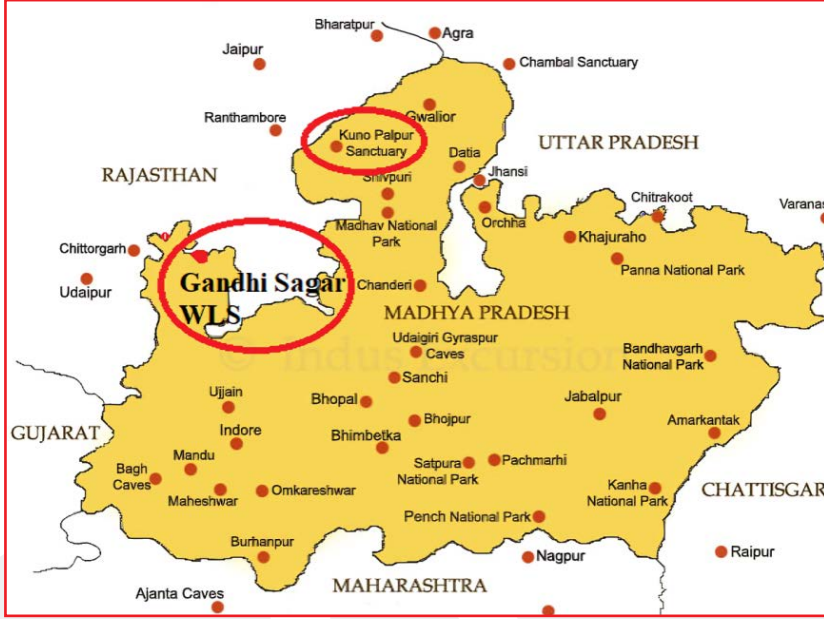 Bharatpur
Agra
Jaipur
Chambal Sanctuary
Gwalior
Ranthambore
Kuno Palpur
Sanctuary
UTTAR PRADESH
Datia
Jhansi
RAJASTHAN
Shivpuri
Chitrakoot
Orchha
Varanas
Madhav National
Park
Khajuraho
Chittorgarh
Panna National Park
Udaipur
Gandhi Sagar
WLS
Chanderi
MADHYA PRADESH
Udaigiri Gyraspur
Caves
© Indus Excursion
Bandhavgarh
National Park
Sanchi
Ujjain
Bhopal
Jabalpur
Bhojpur
Amarkantak
GUJARAT
Indore
Bhimbetka
Mandu
Satpura
National Park
Pachmarhi
Bagh
Caves
Maheshwar
Omkareshwar
Kanha
National Park
CHATTISGAR
Pench National Park
Burhanpur
Nagpur
Raipur
MAHARASHTRA
Ajanta Caves